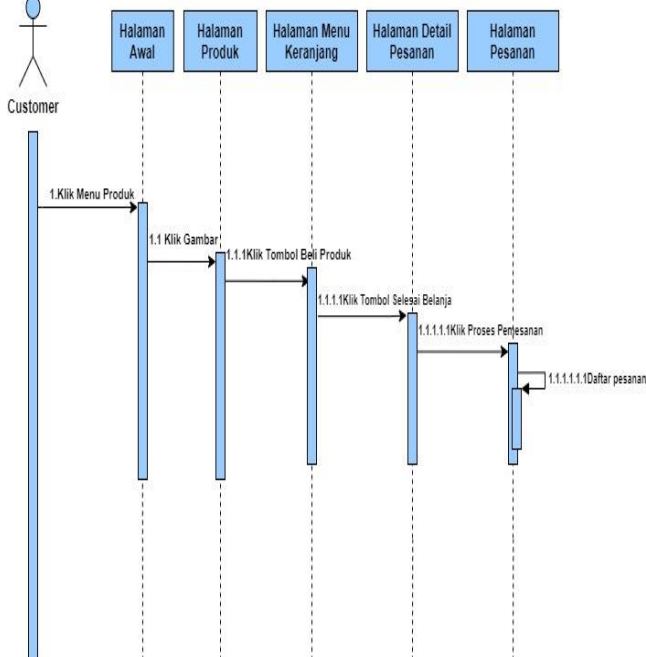 Halaman
Awal
Halaman
Produk
Halaman Menu
Keranjang
Halaman Detail
Pesanan
Halaman
Pesanan
Customer
1.Klik Menu Produk
1.1 Klik Gambar
1.1.1Klik Tombol Beli Produk
1.1.1.1Klik Tombol Selesai Belanja
1.1.1.1.1Klik Proses Pemesanan
1.1.1.1.1.1Daftar pesanan